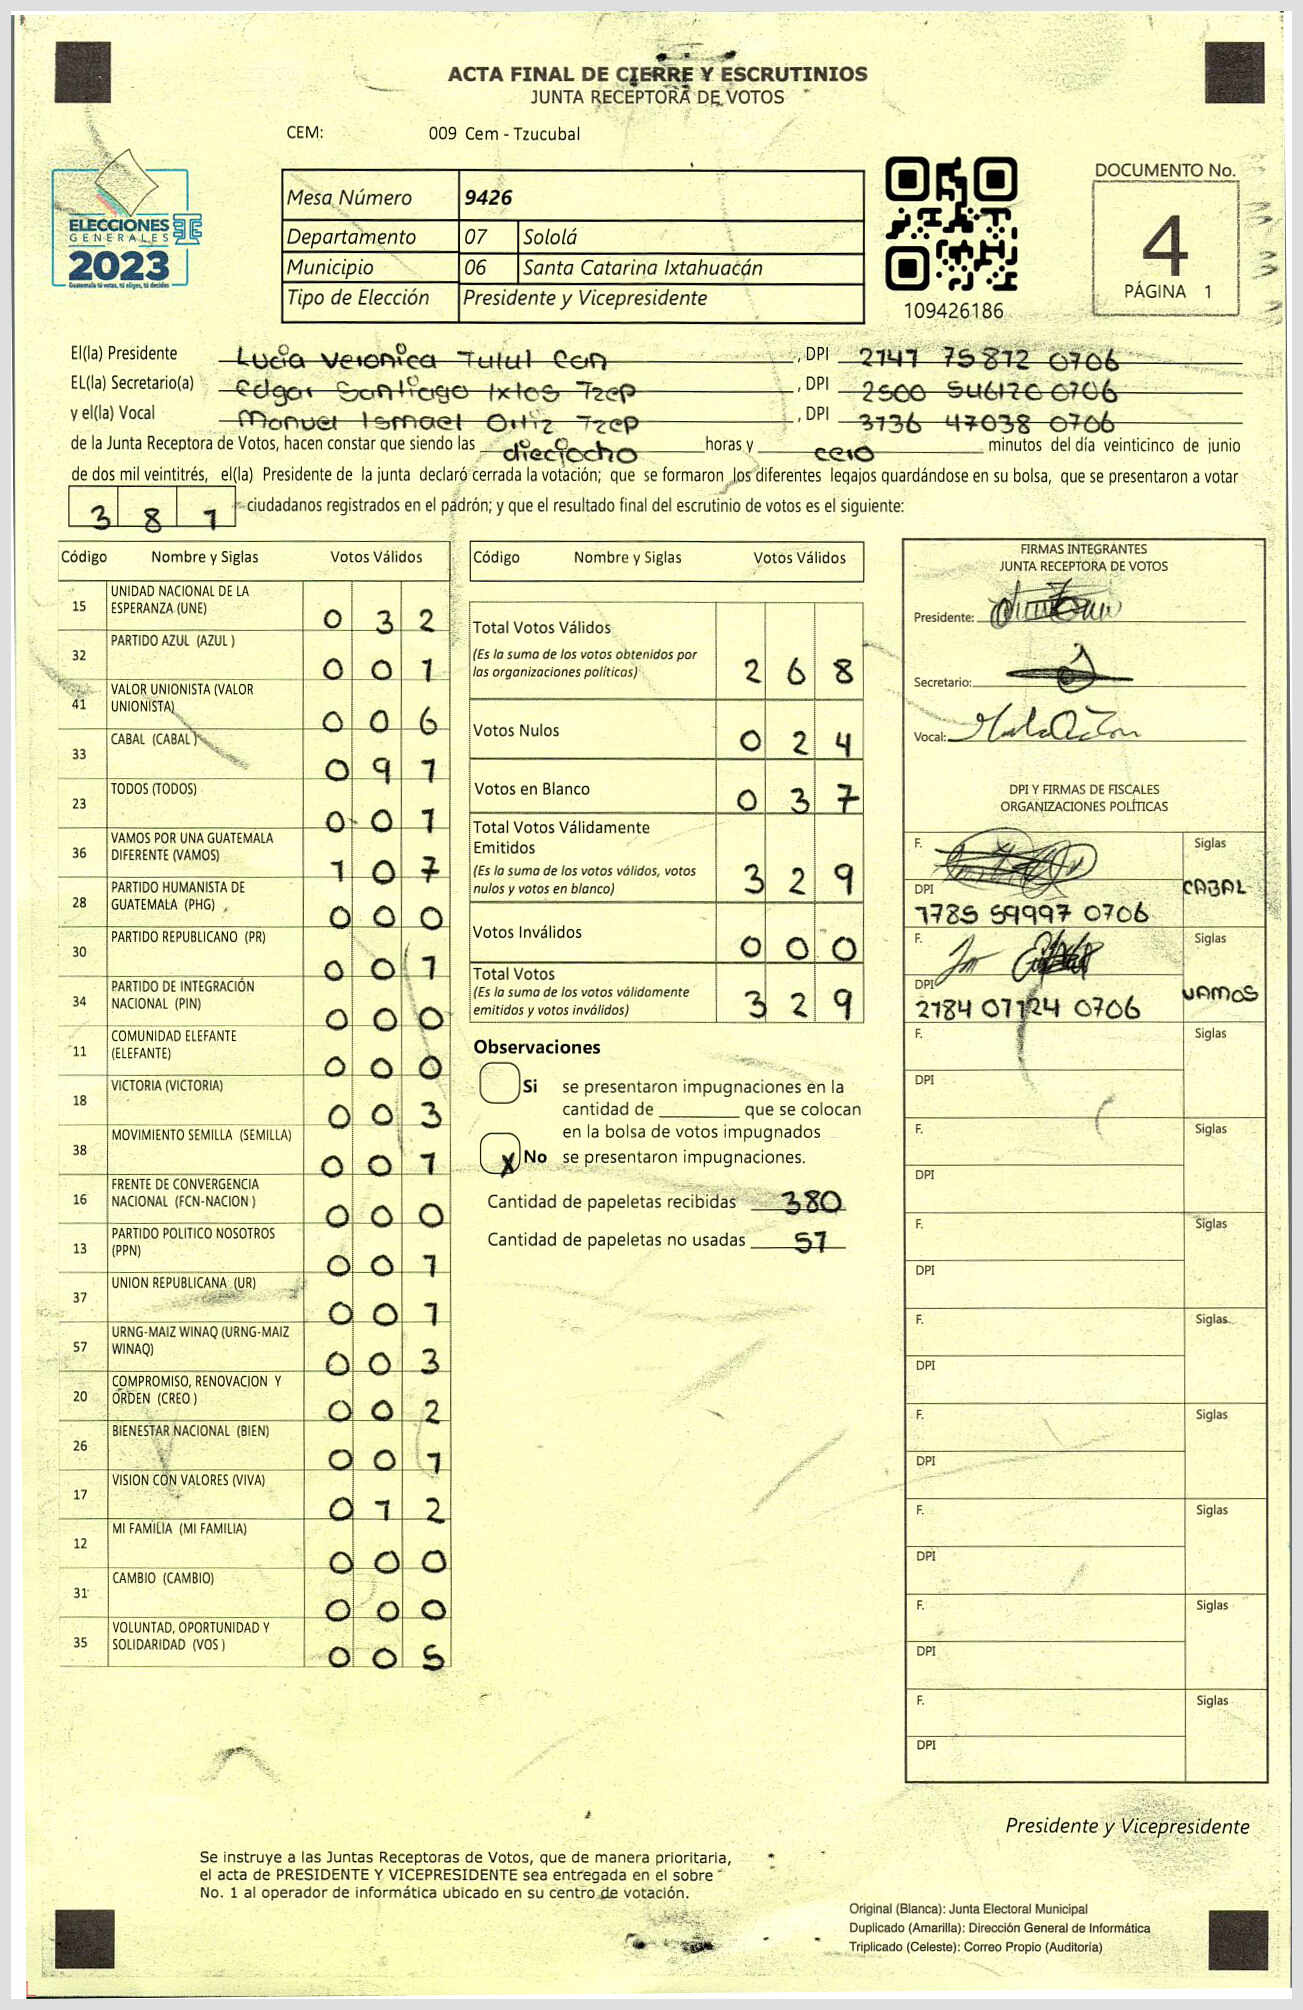 ACTA FINAL DE CIERRE Y ESCRUTINIOS
JUNTA RECEPTORA DE VOTOS
CEM: 009 Cem - Tzucubal
ELECCIONES
GENERALES
2023
Guatemala tú votas, tú eliges, tú decides
Mesa Número 9426
Departamento 07 Sololá
Municipio 06 Santa Catarina Ixtahuacán
Tipo de Elección Presidente y Vicepresidente
109426186
DOCUMENTO No.
4
PÁGINA 1
El(la) Presidente Lucia Veronica Tulul Can, DPI 2147 75872 0706
EL(la) Secretario(a) Edgar Santiago Ixtos Tzep, DPI 2500 546120 0706
y el(la) Vocal Manuel Ismael Ortiz Tzep, DPI 3736 47038 0706
de la Junta Receptora de Votos, hacen constar que siendo las dieciocho horas y cero minutos del día veinticinco de junio
de dos mil veintitrés, el(la) Presidente de la junta declaró cerrada la votación; que se formaron los diferentes legajos guardándose en su bolsa, que se presentaron a votar
3 8 1 ciudadanos registrados en el padrón; y que el resultado final del escrutinio de votos es el siguiente:
Código Nombre y Siglas Votos Válidos
15 UNIDAD NACIONAL DE LA ESPERANZA (UNE) 0 3 2
32 PARTIDO AZUL (AZUL ) 0 0 1
41 VALOR UNIONISTA (VALOR UNIONISTA) 0 0 6
33 CABAL (CABAL ) 0 9 1
23 TODOS (TODOS) 0 0 1
36 VAMOS POR UNA GUATEMALA DIFERENTE (VAMOS) 1 0 7
28 PARTIDO HUMANISTA DE GUATEMALA (PHG) 0 0 0
30 PARTIDO REPUBLICANO (PR) 0 0 1
34 PARTIDO DE INTEGRACIÓN NACIONAL (PIN) 0 0 0
11 COMUNIDAD ELEFANTE (ELEFANTE) 0 0 0
18 VICTORIA (VICTORIA) 0 0 3
38 MOVIMIENTO SEMILLA (SEMILLA) 0 0 1
16 FRENTE DE CONVERGENCIA NACIONAL (FCN-NACION ) 0 0 0
13 PARTIDO POLITICO NOSOTROS (PPN) 0 0 1
37 UNION REPUBLICANA (UR) 0 0 1
57 URNG-MAIZ WINAQ (URNG-MAIZ WINAQ) 0 0 3
20 COMPROMISO, RENOVACION Y ORDEN (CREO ) 0 0 2
26 BIENESTAR NACIONAL (BIEN) 0 0 1
17 VISION CON VALORES (VIVA) 0 1 2
12 MI FAMILIA (MI FAMILIA) 0 0 0
31 CAMBIO (CAMBIO) 0 0 0
35 VOLUNTAD, OPORTUNIDAD Y SOLIDARIDAD (VOS ) 0 0 5
Código Nombre y Siglas Votos Válidos
Total Votos Válidos
(Es la suma de los votos obtenidos por
las organizaciones políticas) 2 6 8
Votos Nulos 0 2 4
Votos en Blanco 0 3 7
Total Votos Válidamente
Emitidos
(Es la suma de los votos válidos, votos
nulos y votos en blanco) 3 2 9
Votos Inválidos 0 0 0
Total Votos
(Es la suma de los votos válidamente
emitidos y votos inválidos) 3 2 9
Observaciones
Si se presentaron impugnaciones en la
cantidad de ________ que se colocan
en la bolsa de votos impugnados
X No se presentaron impugnaciones.
Cantidad de papeletas recibidas 380
Cantidad de papeletas no usadas 57
FIRMAS INTEGRANTES
JUNTA RECEPTORA DE VOTOS
Presidente:
Secretario:
Vocal:
DPI Y FIRMAS DE FISCALES
ORGANIZACIONES POLÍTICAS
F. Siglas
CABAL
DPI
1785 59997 0706
F. Siglas
VAMOS
DPI
2184 07124 0706
F. Siglas
DPI
F. Siglas
DPI
F. Siglas
DPI
F. Siglas
DPI
F. Siglas
DPI
F. Siglas
DPI
F. Siglas
DPI
F. Siglas
DPI
Presidente y Vicepresidente
Se instruye a las Juntas Receptoras de Votos, que de manera prioritaria,
el acta de PRESIDENTE Y VICEPRESIDENTE sea entregada en el sobre
No. 1 al operador de informática ubicado en su centro de votación.
Original (Blanca): Junta Electoral Municipal
Duplicado (Amarilla): Dirección General de Informática
Triplicado (Celeste): Correo Propio (Auditoría)